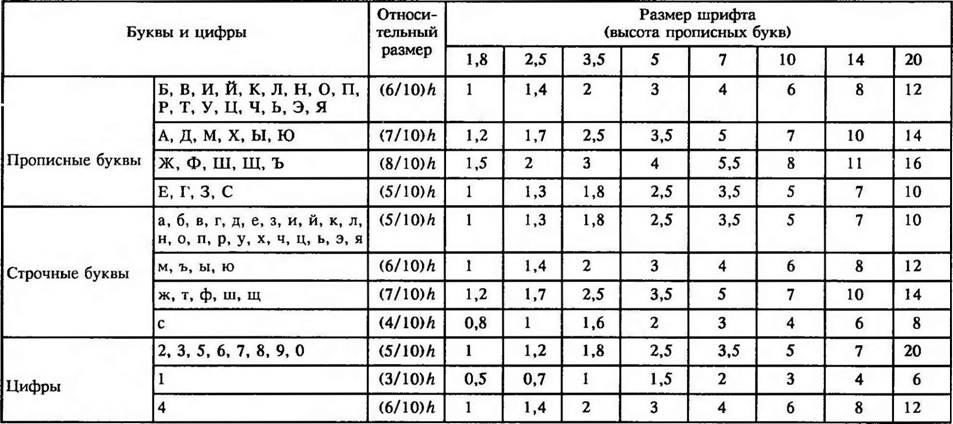 Буквы и цифры | Относи-тельный размер | Размер шрифта (высота прописных букв)
1,8 | 2,5 | 3,5 | 5 | 7 | 10 | 14 | 20
Прописные буквы | Б, В, И, Й, К, Л, Н, О, П, | (6/10)h | 1 | 1,4 | 2 | 3 | 4 | 6 | 8 | 12
Р, Т, У, Ц, Ч, Ь, Э, Я
А, Д, М, Х, Ы, Ю | (7/10)h | 1,2 | 1,7 | 2,5 | 3,5 | 5 | 7 | 10 | 14
Ж, Ф, Ш, Щ, Ъ | (8/10)h | 1,5 | 2 | 3 | 4 | 5,5 | 8 | 11 | 16
Е, Г, З, С | (5/10)h | 1 | 1,3 | 1,8 | 2,5 | 3,5 | 5 | 7 | 10
Строчные буквы | а, б, в, г, д, е, з, и, й, к, л, | (5/10)h | 1 | 1,3 | 1,8 | 2,5 | 3,5 | 5 | 7 | 10
н, о, п, р, у, х, ч, ц, ь, э, я
м, ъ, ы, ю | (6/10)h | 1 | 1,4 | 2 | 3 | 4 | 6 | 8 | 12
ж, т, ф, ш, щ | (7/10)h | 1,2 | 1,7 | 2,5 | 3,5 | 5 | 7 | 10 | 14
с | (4/10)h | 0,8 | 1 | 1,6 | 2 | 3 | 4 | 6 | 8
Цифры | 2, 3, 5, 6, 7, 8, 9, 0 | (5/10)h | 1 | 1,2 | 1,8 | 2,5 | 3,5 | 5 | 7 | 20
1 | (3/10)h | 0,5 | 0,7 | 1 | 1,5 | 2 | 3 | 4 | 6
4 | (6/10)h | 1 | 1,4 | 2 | 3 | 4 | 6 | 8 | 12